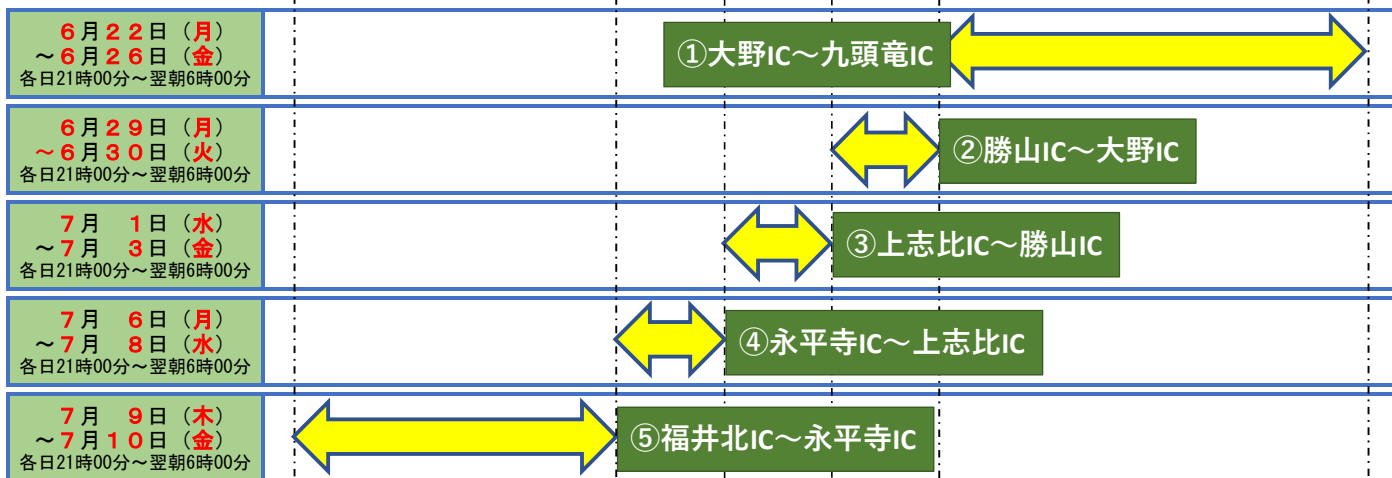 ６月２２日（月）
～６月２６日（金）
各日21時00分～翌朝6時00分
①大野IC～九頭竜IC
６月２９日（月）
～６月３０日（火）
各日21時00分～翌朝6時00分
②勝山IC～大野IC
７月　１日（水）
～７月　３日（金）
各日21時00分～翌朝6時00分
③上志比IC～勝山IC
７月　６日（月）
～７月　８日（水）
各日21時00分～翌朝6時00分
④永平寺IC～上志比IC
７月　９日（木）
～７月１０日（金）
各日21時00分～翌朝6時00分
⑤福井北IC～永平寺IC